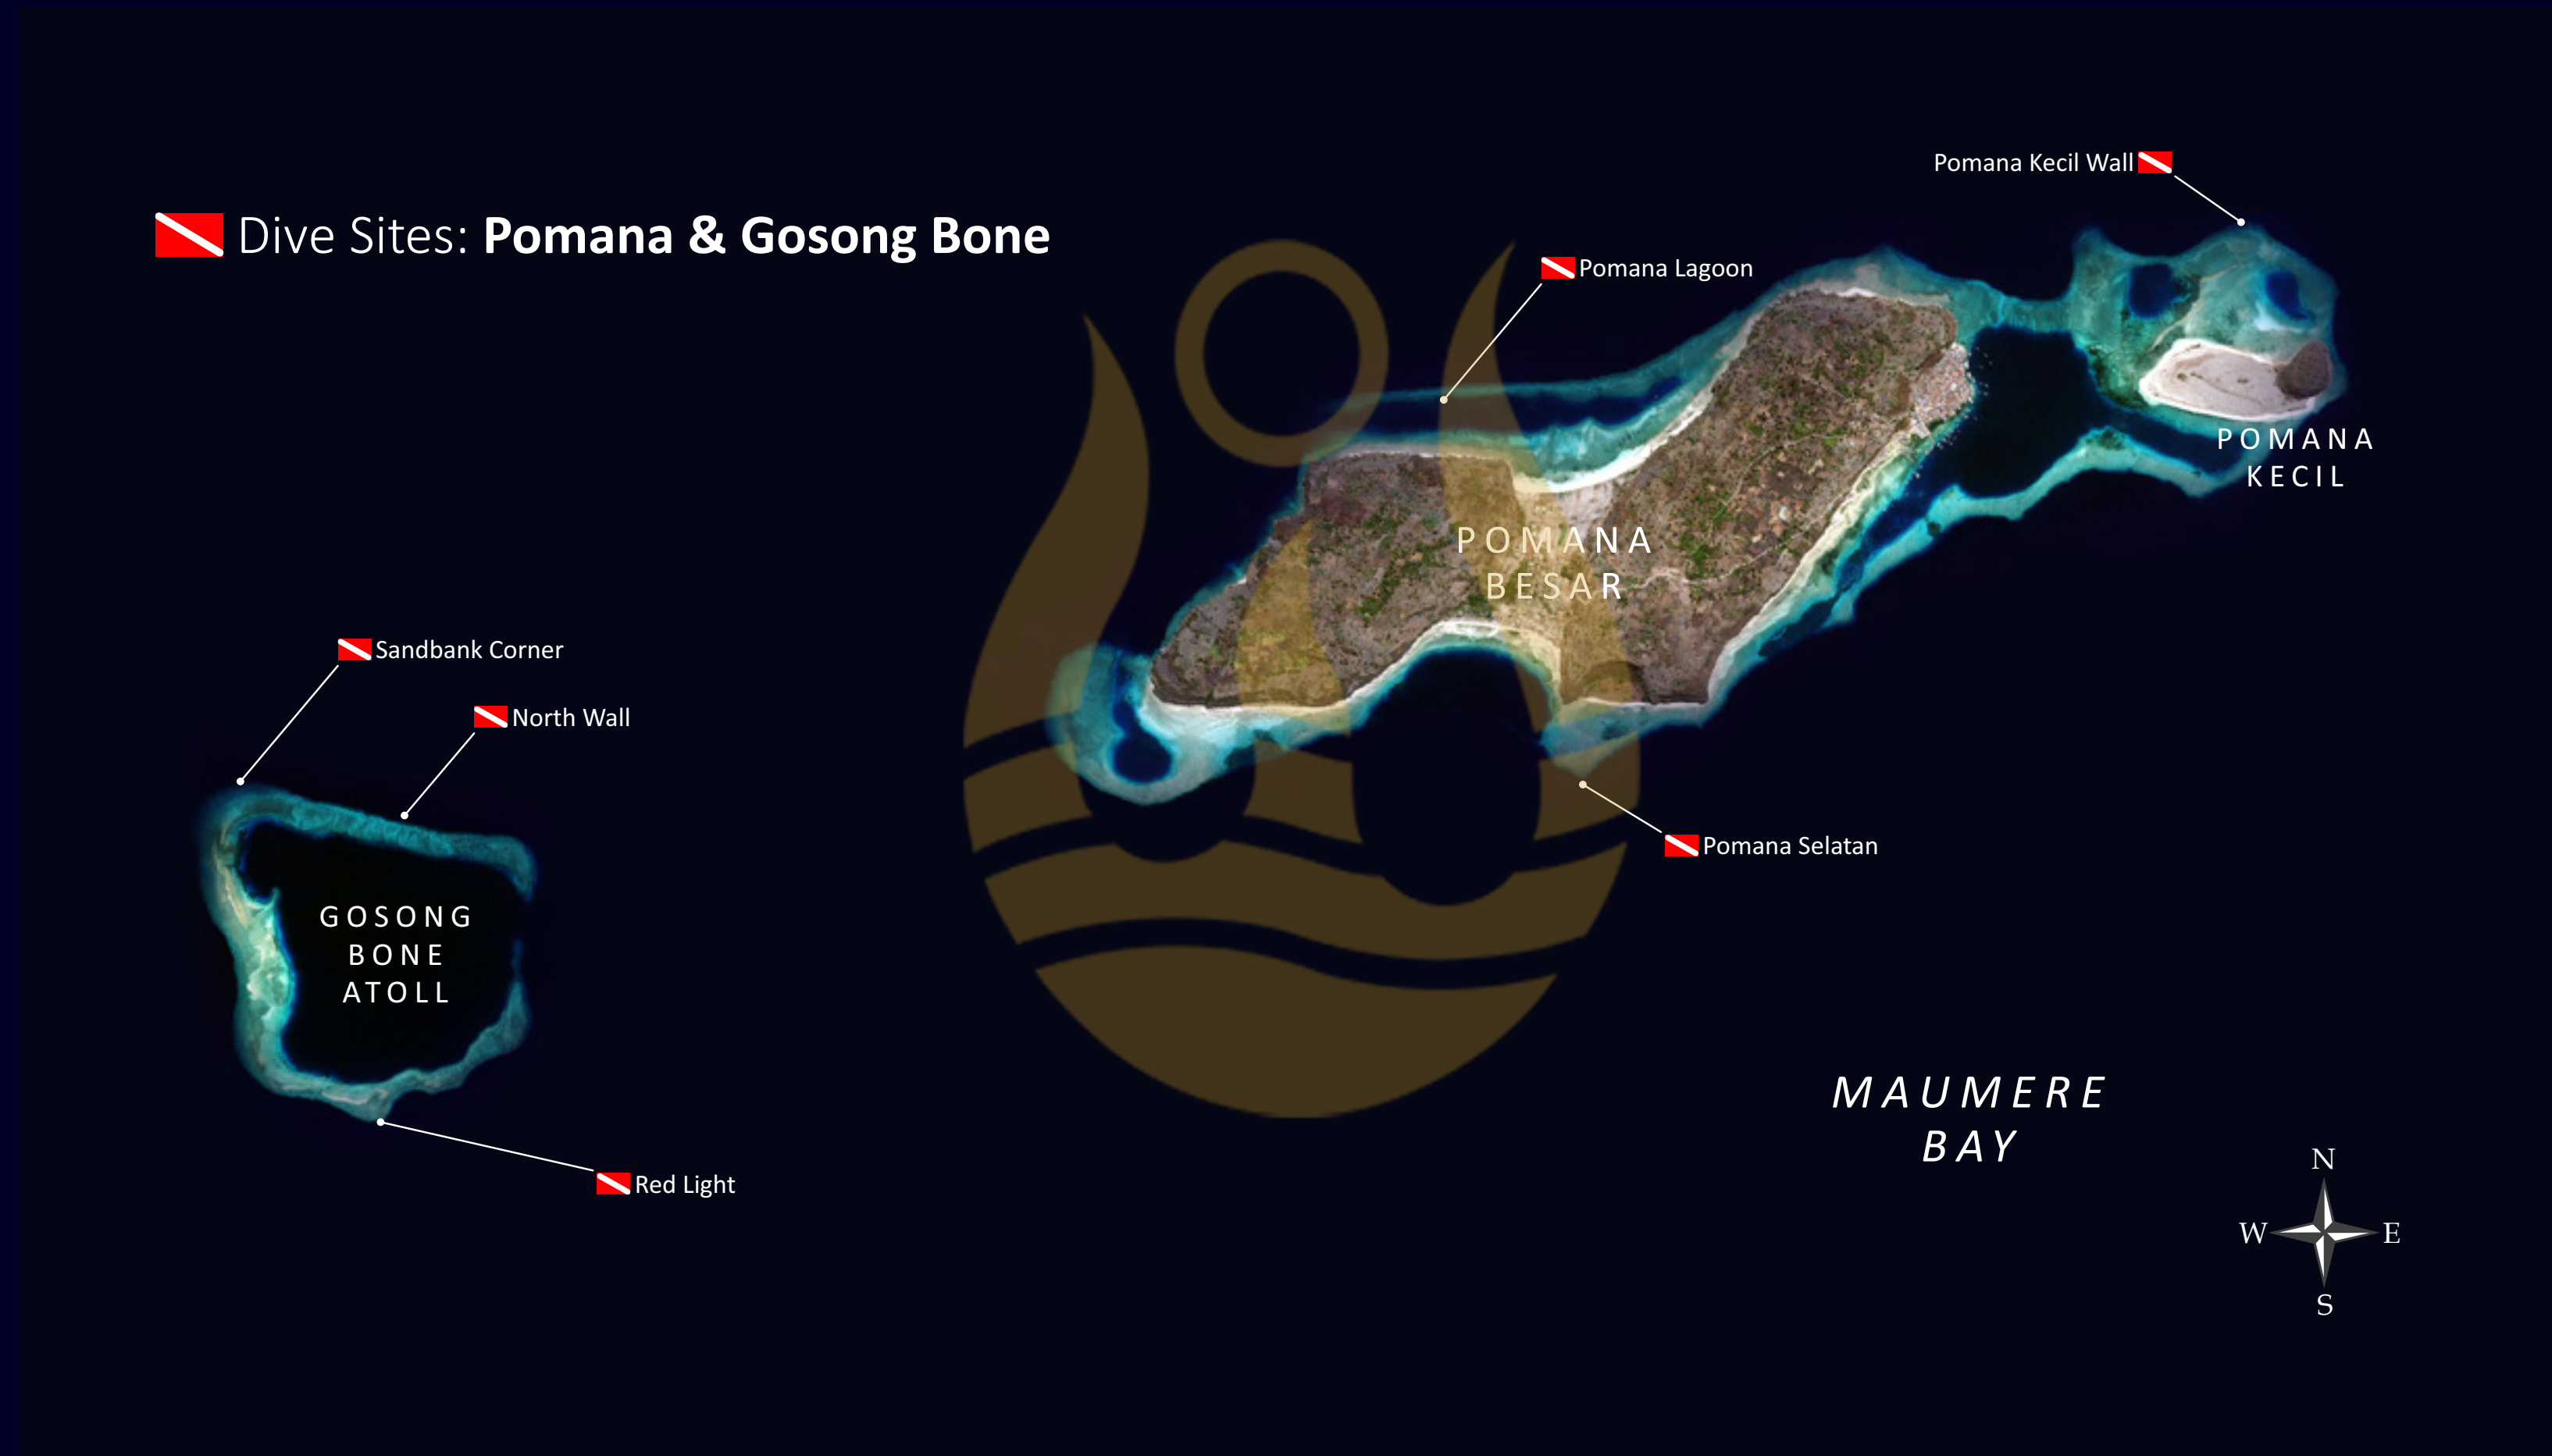 Pomana Kecil Wall
Dive Sites: Pomana & Gosong Bone
Pomana Lagoon
POMANA
KECIL
POMANA
BESAR
Sandbank Corner
North Wall
Pomana Selatan
GOSONG
BONE
ATOLL
MAUMERE
BAY
Red Light
N
W E
S